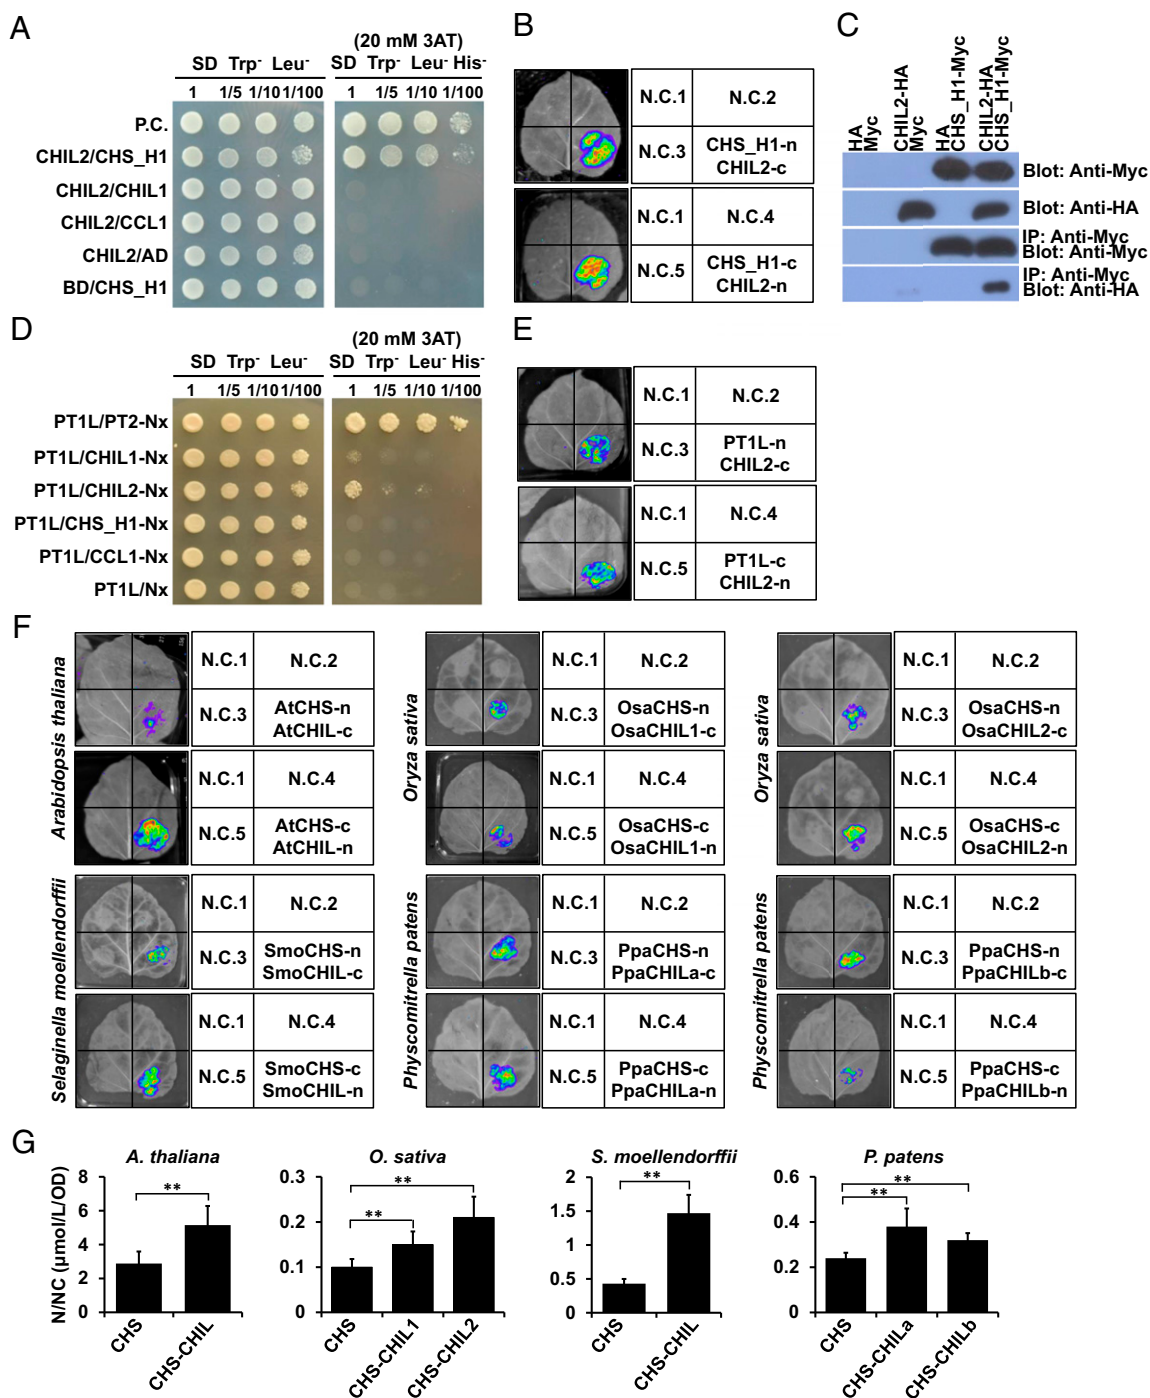 A
(20 mM 3AT)
SD Trp- Leu-
SD Trp- Leu- His-
1 1/5 1/10 1/100
1 1/5 1/10 1/100
P.C.
CHIL2/CHS_H1
CHIL2/CHIL1
CHIL2/CCL1
CHIL2/AD
BD/CHS_H1
B
N.C.1 N.C.2
N.C.3 CHS_H1-n
CHIL2-c
N.C.1 N.C.4
N.C.5 CHS_H1-c
CHIL2-n
C
HA
Myc
CHIL2-HA
Myc
HA
CHS_H1-Myc
CHIL2-HA
CHS_H1-Myc
Blot: Anti-Myc
Blot: Anti-HA
IP: Anti-Myc
Blot: Anti-Myc
IP: Anti-Myc
Blot: Anti-HA
D
(20 mM 3AT)
SD Trp- Leu-
SD Trp- Leu- His-
1 1/5 1/10 1/100
1 1/5 1/10 1/100
PT1L/PT2-Nx
PT1L/CHIL1-Nx
PT1L/CHIL2-Nx
PT1L/CHS_H1-Nx
PT1L/CCL1-Nx
PT1L/Nx
E
N.C.1 N.C.2
N.C.3 PT1L-n
CHIL2-c
N.C.1 N.C.4
N.C.5 PT1L-c
CHIL2-n
F
Arabidopsis thaliana
N.C.1 N.C.2
N.C.3 AtCHS-n
AtCHIL-c
N.C.1 N.C.4
N.C.5 AtCHS-c
AtCHIL-n
Oryza sativa
N.C.1 N.C.2
N.C.3 OsaCHS-n
OsaCHIL1-c
N.C.1 N.C.4
N.C.5 OsaCHS-c
OsaCHIL1-n
Oryza sativa
N.C.1 N.C.2
N.C.3 OsaCHS-n
OsaCHIL2-c
N.C.1 N.C.4
N.C.5 OsaCHS-c
OsaCHIL2-n
Selaginella moellendorffii
N.C.1 N.C.2
N.C.3 SmoCHS-n
SmoCHIL-c
N.C.1 N.C.4
N.C.5 SmoCHS-c
SmoCHIL-n
Physcomitrella patens
N.C.1 N.C.2
N.C.3 PpaCHS-n
PpaCHILa-c
N.C.1 N.C.4
N.C.5 PpaCHS-c
PpaCHILa-n
Physcomitrella patens
N.C.1 N.C.2
N.C.3 PpaCHS-n
PpaCHILb-c
N.C.1 N.C.4
N.C.5 PpaCHS-c
PpaCHILb-n
G
N/NC (µmol/L/OD)
A. thaliana
8
6
4
2
0
**
CHS
CHS-CHIL
O. sativa
0.3
0.2
0.1
0
**
**
CHS
CHS-CHIL1
CHS-CHIL2
S. moellendorffii
2
1.5
1
0.5
0
**
CHS
CHS-CHIL
P. patens
0.6
0.4
0.2
0
**
**
CHS
CHS-CHILa
CHS-CHILb